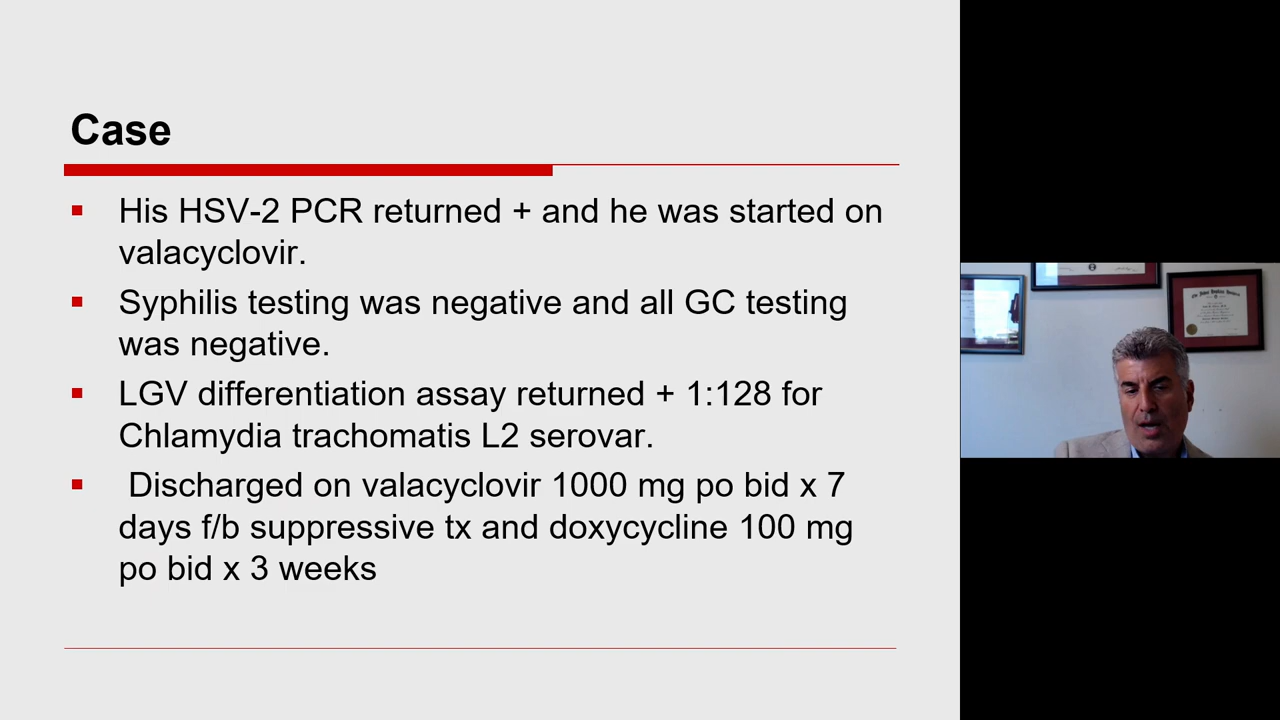 Case
His HSV-2 PCR returned + and he was started on
valacyclovir.
Syphilis testing was negative and all GC testing
was negative.
LGV differentiation assay returned + 1:128 for
Chlamydia trachomatis L2 serovar.
Discharged on valacyclovir 1000 mg po bid x 7
days f/b suppressive tx and doxycycline 100 mg
po bid x 3 weeks